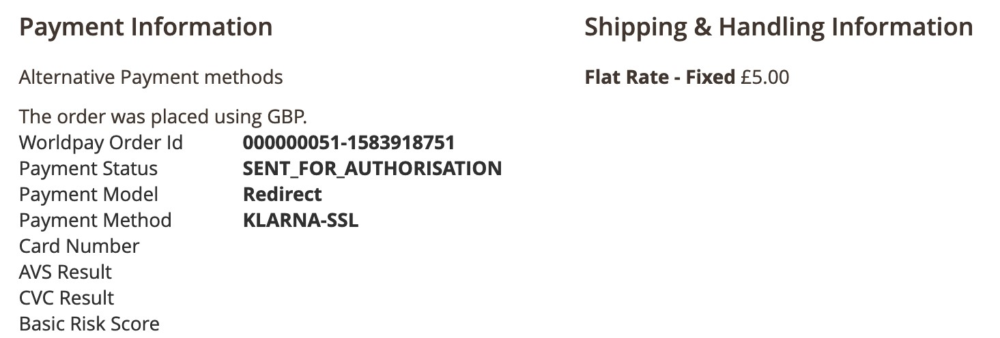 Payment Information
Alternative Payment methods
The order was placed using GBP.
Worldpay Order Id 000000051-1583918751
Payment Status SENT_FOR_AUTHORISATION
Payment Model Redirect
Payment Method KLARNA-SSL
Card Number
AVS Result
CVC Result
Basic Risk Score
Shipping & Handling Information
Flat Rate - Fixed £5.00